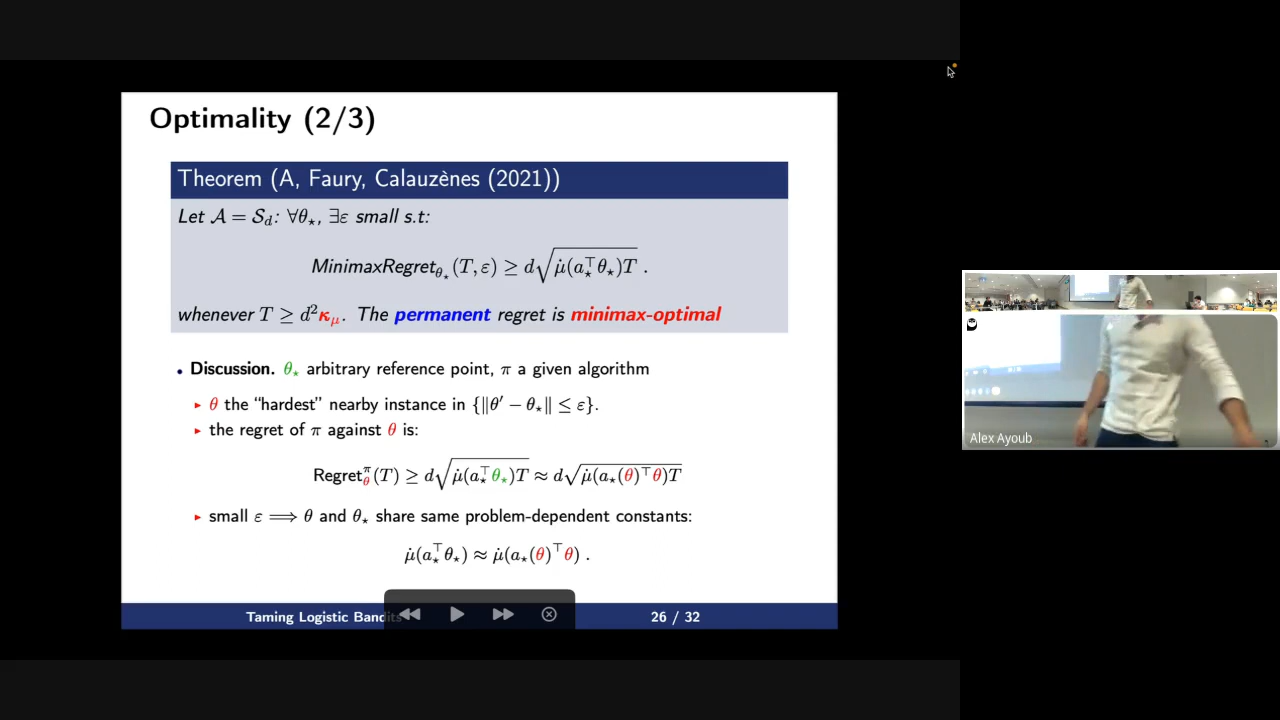 Optimality (2/3)
Theorem (A, Faury, Calauzènes (2021))
Let 𝒜 = 𝒮_d: ∀θ⋆, ∃ε small s.t:
MinimaxRegret_θ⋆(T, ε) ≥ d√(μ̇(a⋆^⊤θ⋆)T) .
whenever T ≥ d²κ_μ. The permanent regret is minimax-optimal
• Discussion. θ⋆ arbitrary reference point, π a given algorithm
▸ θ the “hardest” nearby instance in {‖θ′ − θ⋆‖ ≤ ε}.
▸ the regret of π against θ is:
Regret_θ^π(T) ≥ d√(μ̇(a⋆^⊤θ⋆)T) ≈ d√(μ̇(a⋆(θ)^⊤θ)T)
▸ small ε ⟹ θ and θ⋆ share same problem-dependent constants:
μ̇(a⋆^⊤θ⋆) ≈ μ̇(a⋆(θ)^⊤θ) .
Taming Logistic Bandits
26 / 32
Alex Ayoub